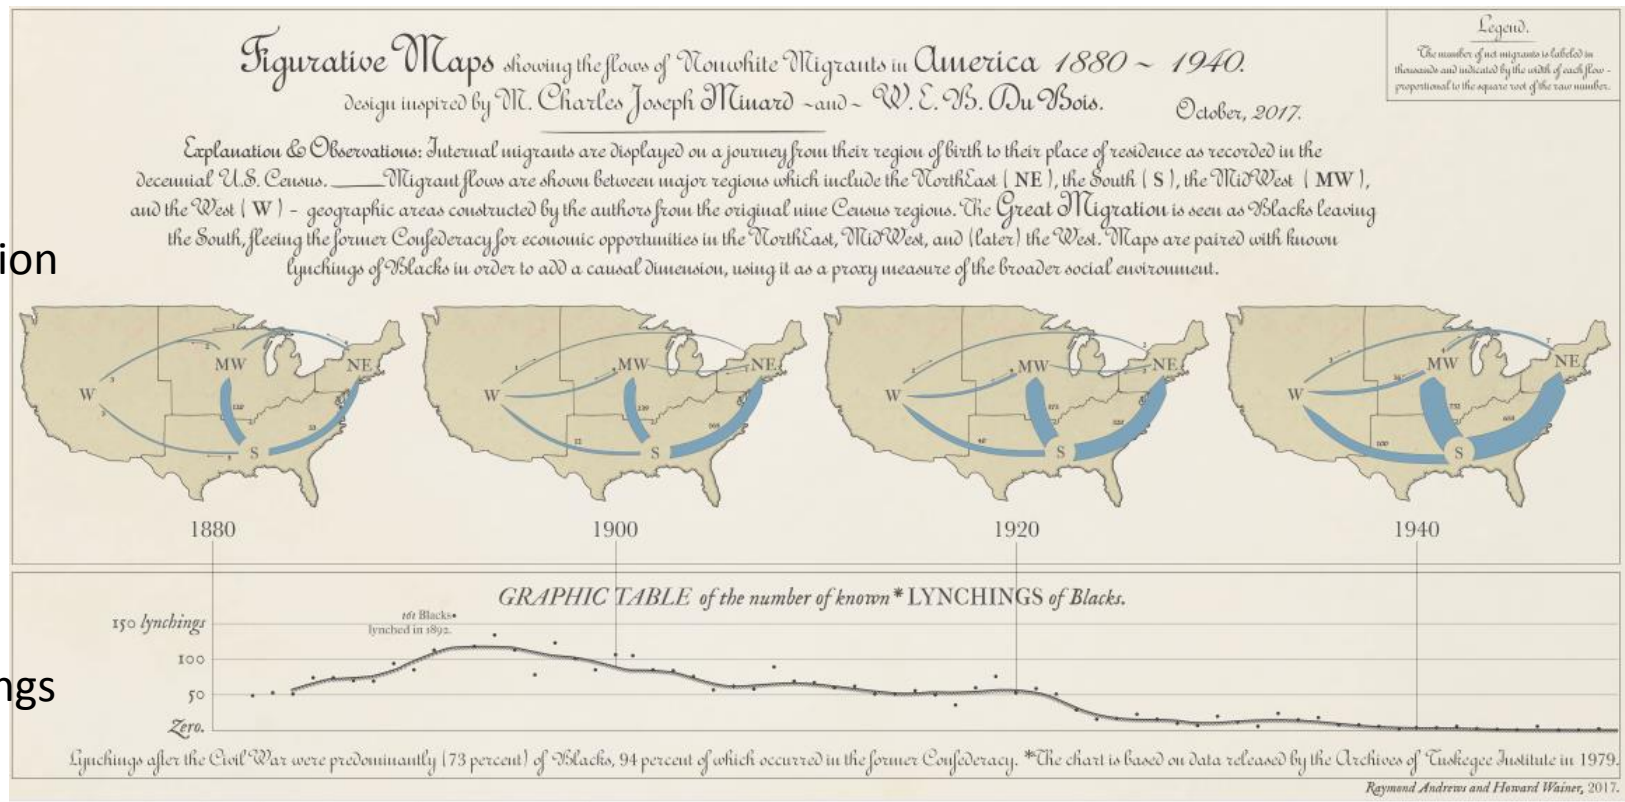 Figurative Maps showing the flows of Nonwhite Migrants in America 1880 ~ 1940.
design inspired by M. Charles Joseph Minard ~and~ W. E. B. Du Bois.
October, 2017.
Legend.
The number of net migrants is labeled in
thousands and indicated by the width of each flow -
proportional to the square root of the raw number.
Explanation & Observations: Internal migrants are displayed on a journey from their region of birth to their place of residence as recorded in the
decennial U.S. Census. ____Migrant flows are shown between major regions which include the NorthEast ( NE ), the South ( S ), the MidWest ( MW ),
and the West ( W ) - geographic areas constructed by the authors from the original nine Census regions. The Great Migration is seen as Blacks leaving
the South, fleeing the former Confederacy for economic opportunities in the NorthEast, MidWest, and (later) the West. Maps are paired with known
lynchings of Blacks in order to add a causal dimension, using it as a proxy measure of the broader social environment.
ion
W MW NE S
W MW NE S
W MW NE S
W MW NE S
1880 1900 1920 1940
GRAPHIC TABLE of the number of known * LYNCHINGS of Blacks.
161 Blacks
lynched in 1892.
150 lynchings
100
50
Zero.
ngs
Lynchings after the Civil War were predominantly (73 percent) of Blacks, 94 percent of which occurred in the former Confederacy. *The chart is based on data released by the Archives of Tuskegee Institute in 1979.
Raymond Andrews and Howard Wainer, 2017.